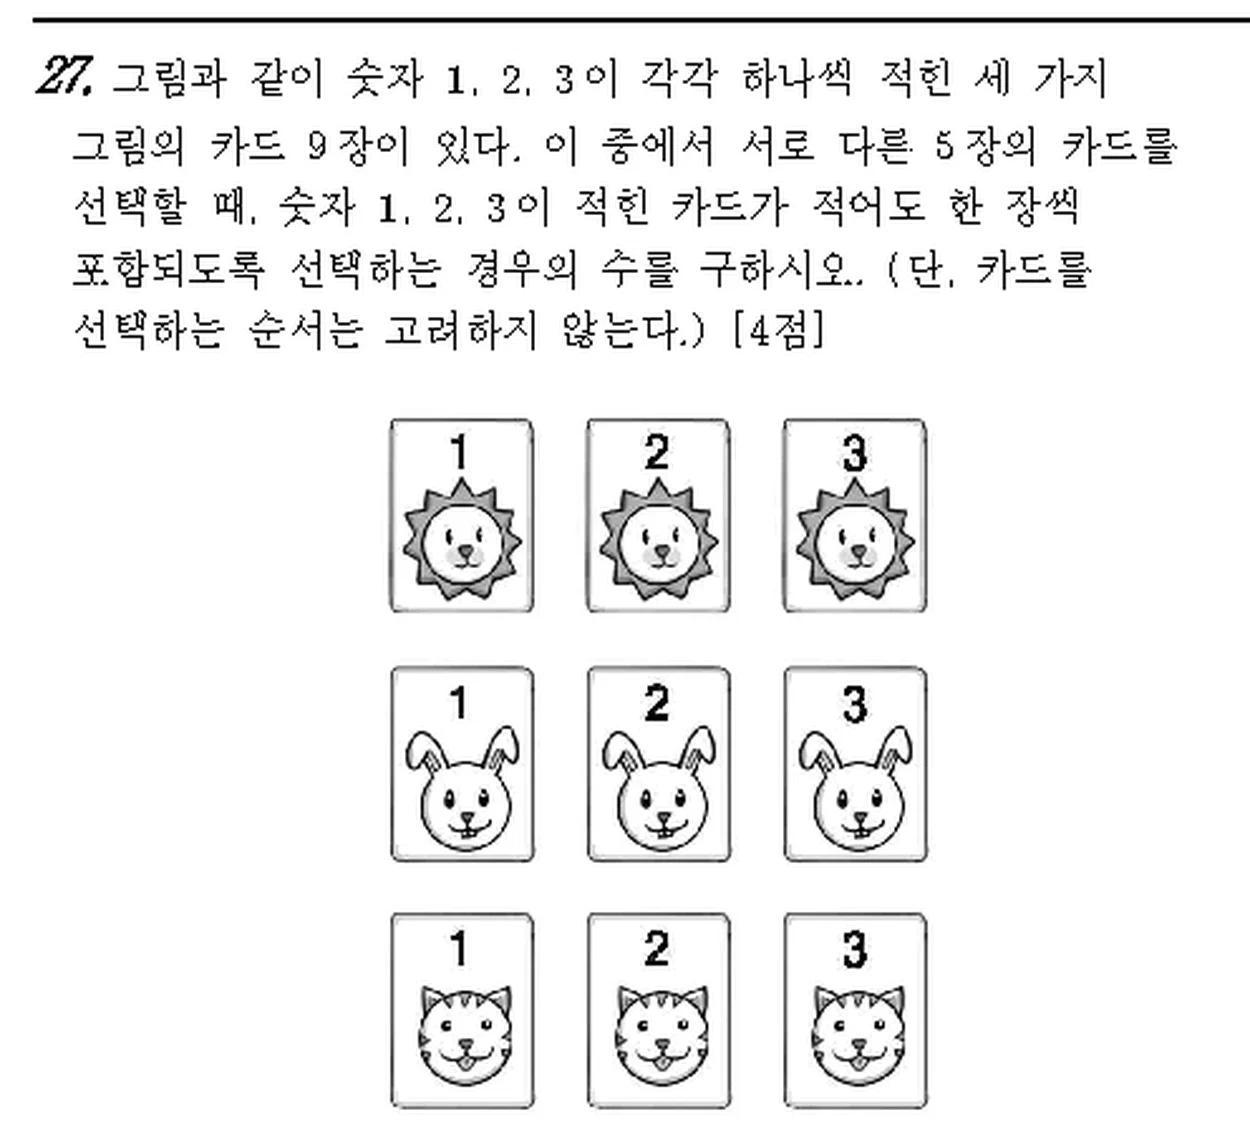 27. 그림과 같이 숫자 1, 2, 3이 각각 하나씩 적힌 세 가지
그림의 카드 9장이 있다. 이 중에서 서로 다른 5장의 카드를
선택할 때, 숫자 1, 2, 3이 적힌 카드가 적어도 한 장씩
포함되도록 선택하는 경우의 수를 구하시오. (단, 카드를
선택하는 순서는 고려하지 않는다.) [4점]
1 2 3
1 2 3
1 2 3